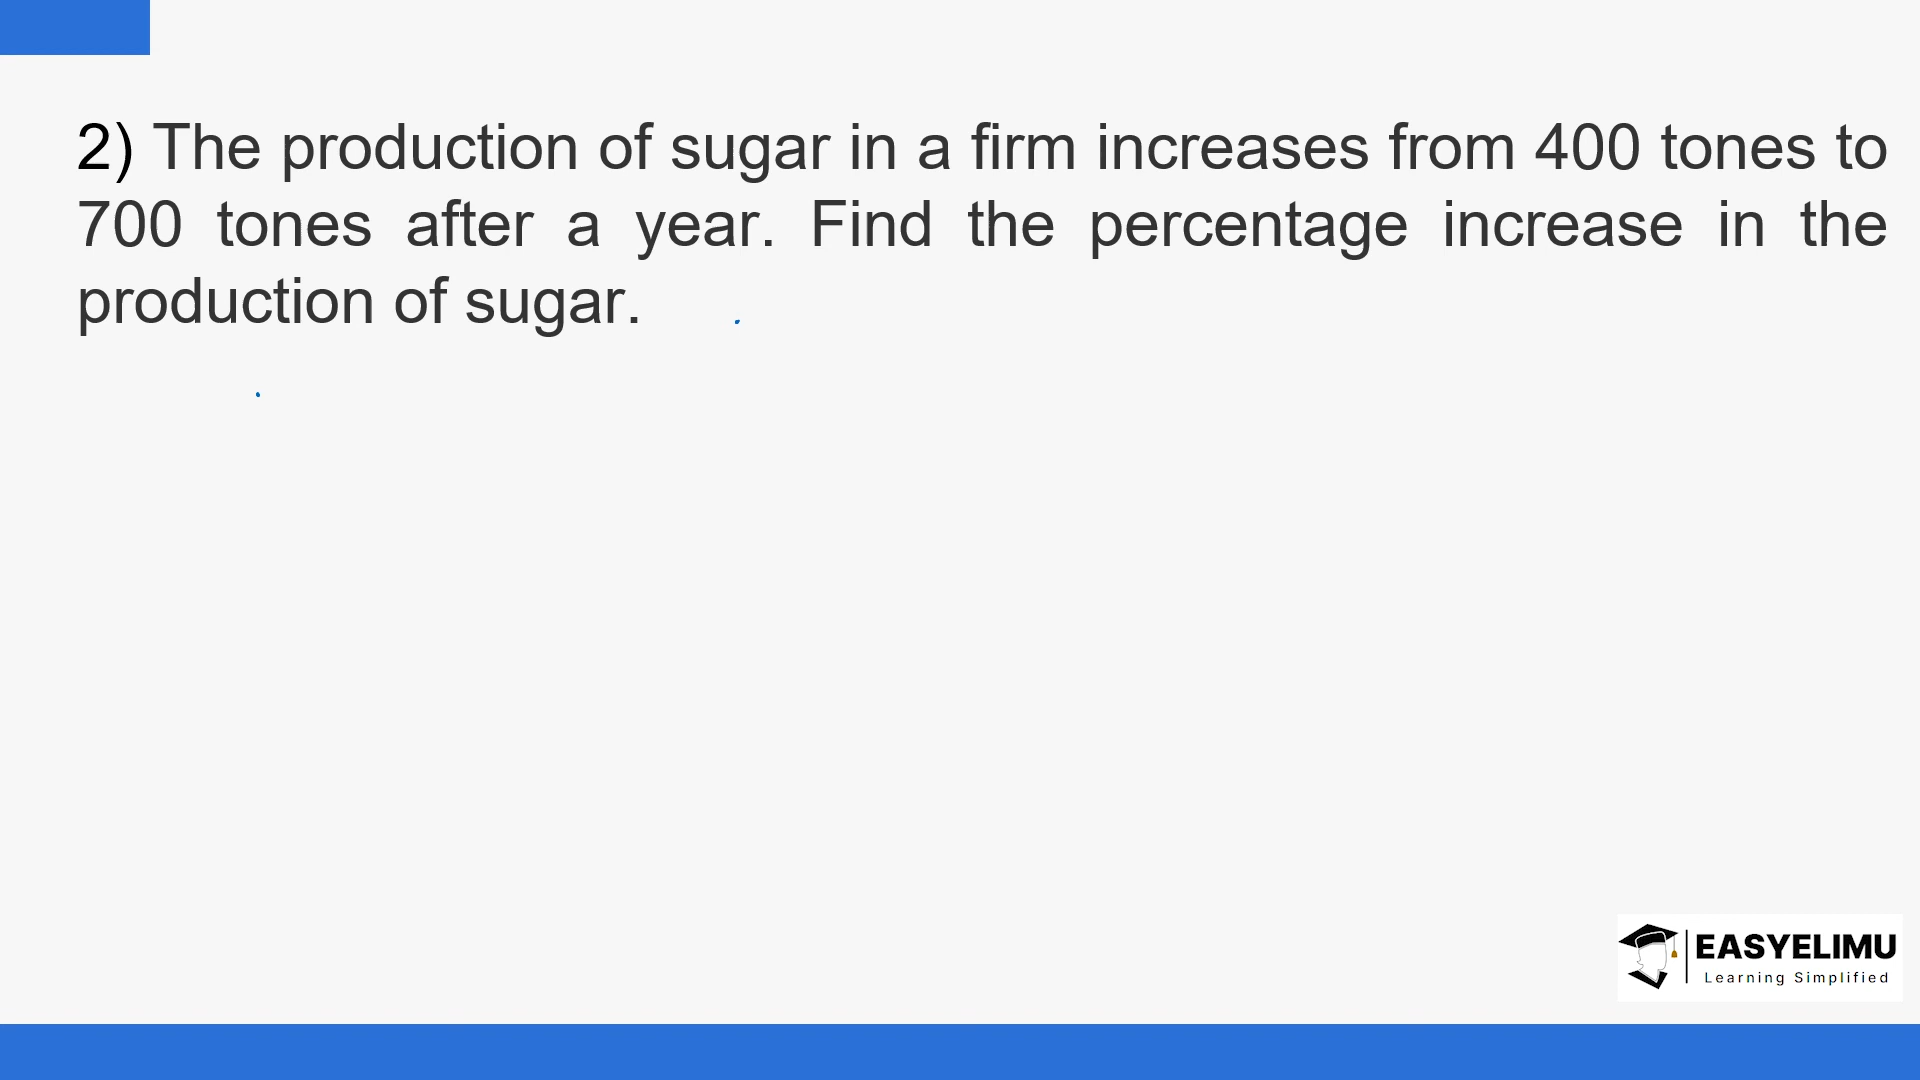 2) The production of sugar in a firm increases from 400 tones to
700 tones after a year. Find the percentage increase in the
production of sugar.
EASYELIMU
Learning Simplified